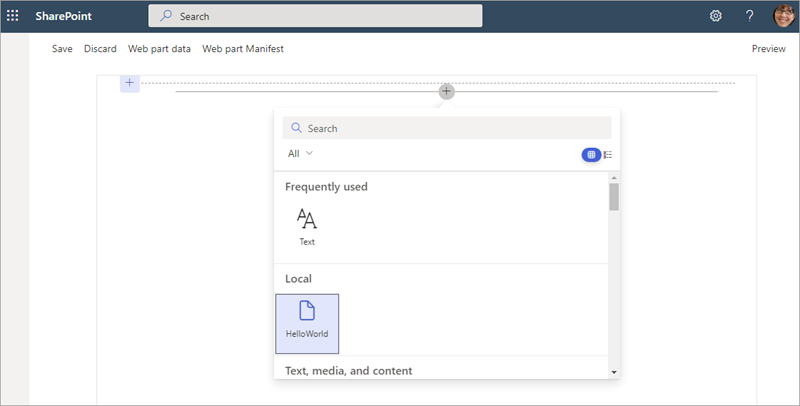 SharePoint
Search
?
Save Discard Web part data Web part Manifest Preview
Search
All
Frequently used
Text
Local
HelloWorld
Text, media, and content